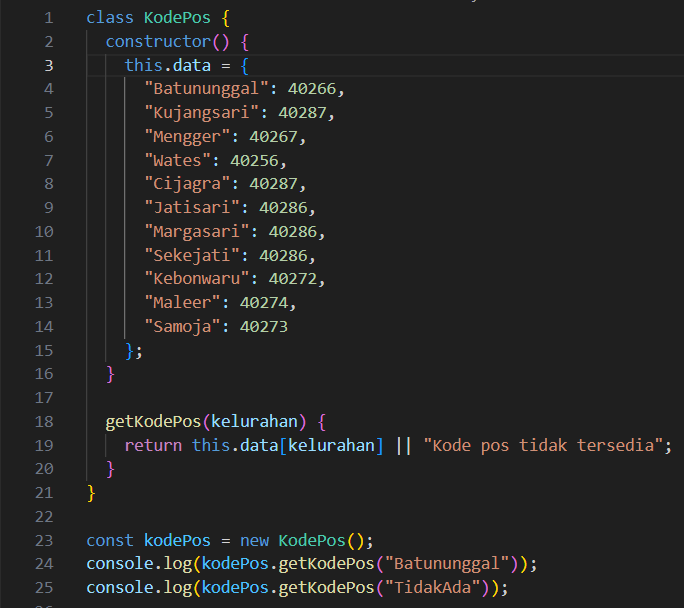 1 class KodePos {
2 constructor() {
3 this.data = {
4 "Batununggal": 40266,
5 "Kujangsari": 40287,
6 "Mengger": 40267,
7 "Wates": 40256,
8 "Cijagra": 40287,
9 "Jatisari": 40286,
10 "Margasari": 40286,
11 "Sekejati": 40286,
12 "Kebonwaru": 40272,
13 "Maleer": 40274,
14 "Samoja": 40273
15 };
16 }
17
18 getKodePos(kelurahan) {
19 return this.data[kelurahan] || "Kode pos tidak tersedia";
20 }
21 }
22
23 const kodePos = new KodePos();
24 console.log(kodePos.getKodePos("Batununggal"));
25 console.log(kodePos.getKodePos("TidakAda"));